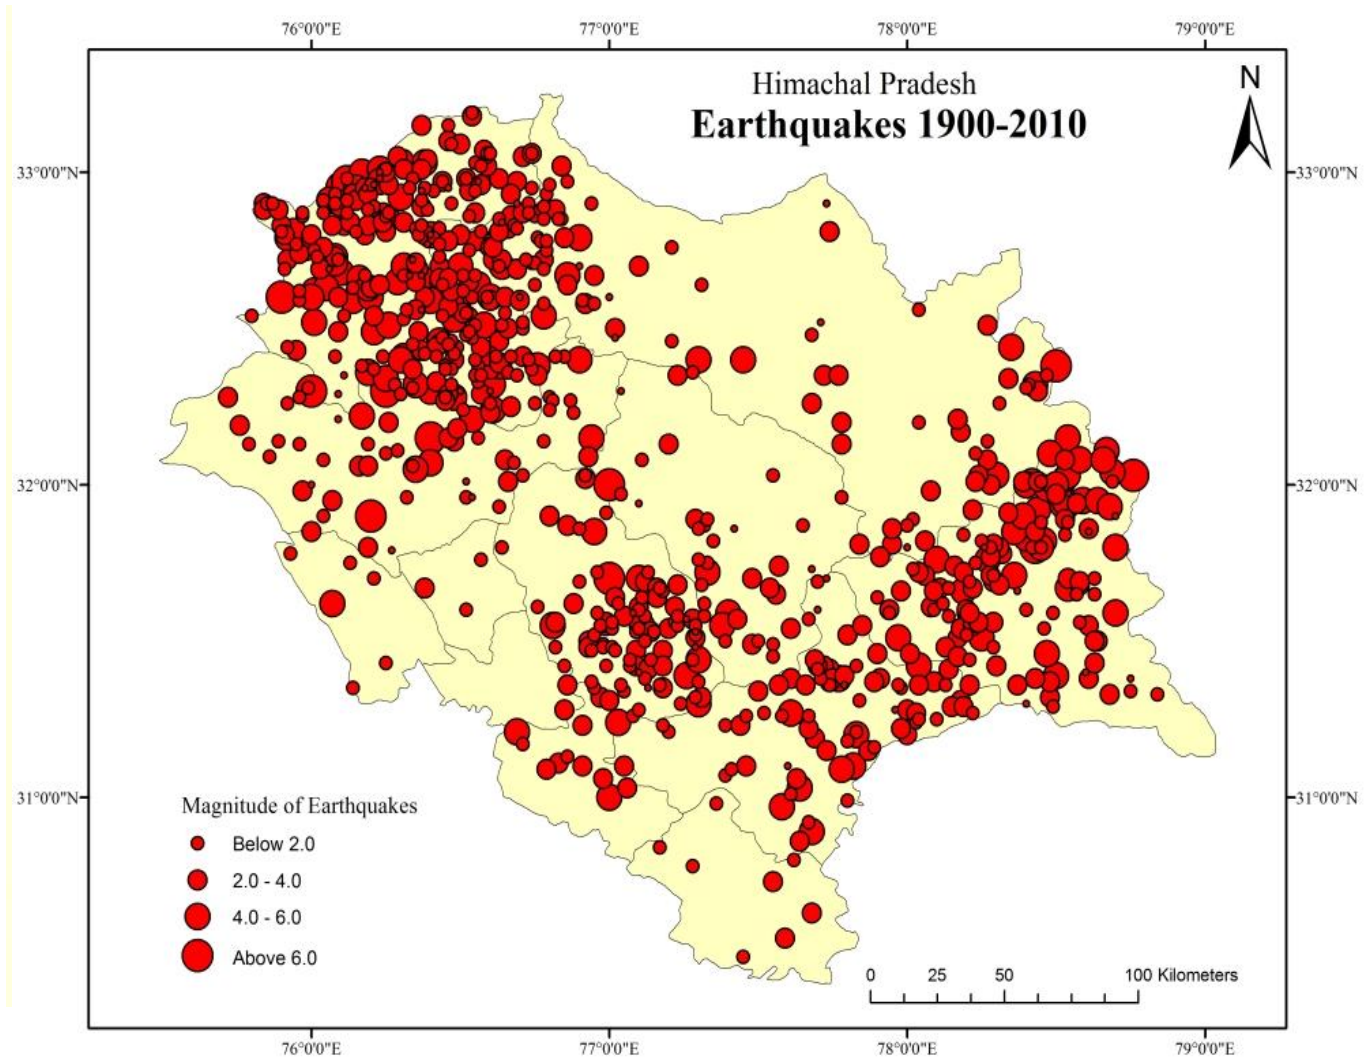 76°0'0"E 77°0'0"E 78°0'0"E 79°0'0"E
Himachal Pradesh
Earthquakes 1900-2010
N
33°0'0"N 33°0'0"N
32°0'0"N 32°0'0"N
31°0'0"N 31°0'0"N
Magnitude of Earthquakes
Below 2.0
2.0 - 4.0
4.0 - 6.0
Above 6.0
0 25 50 100 Kilometers
76°0'0"E 77°0'0"E 78°0'0"E 79°0'0"E